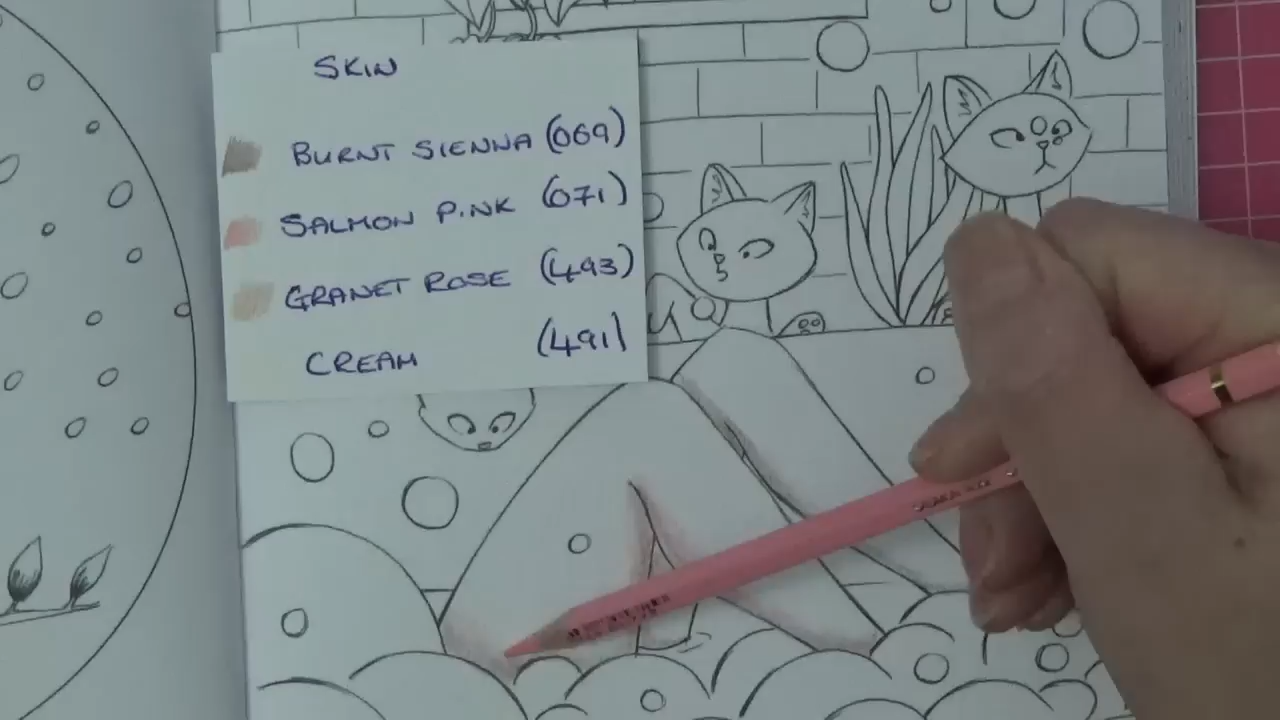 SKIN
BURNT SIENNA (069)
SALMON PINK (071)
GRANET ROSE (493)
CREAM (491)